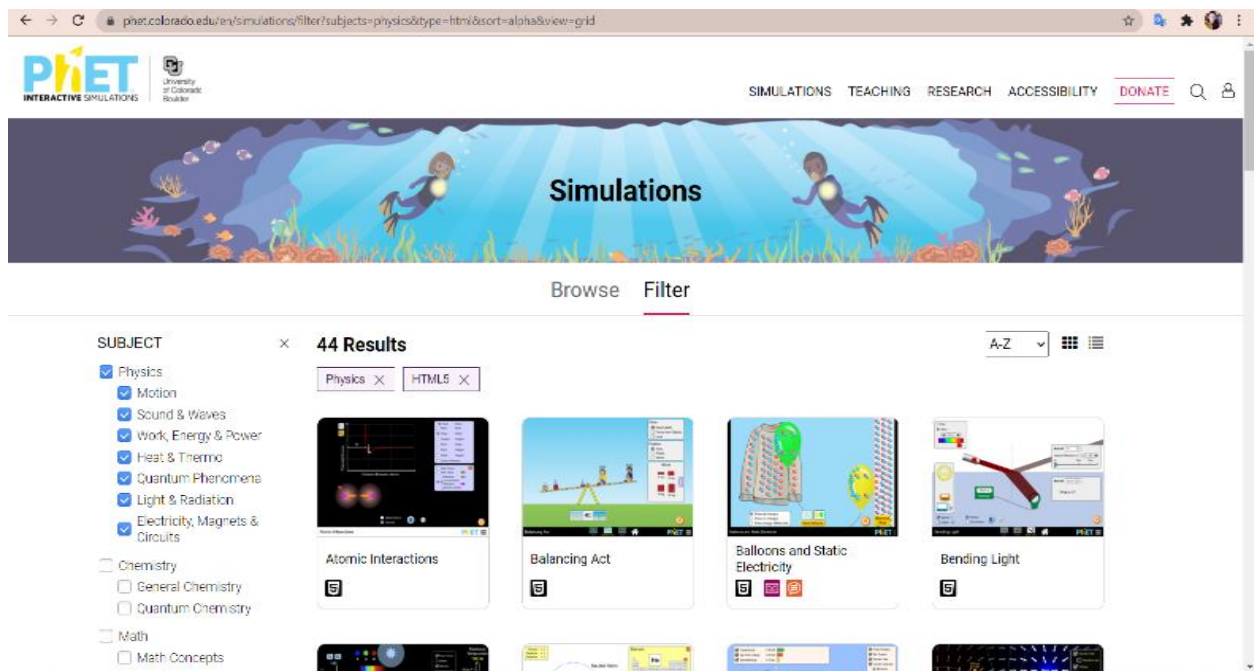 phet.colorado.edu/en/simulations/filter?subjects=physics&type=html&sort=alpha&view=grid
PhET
INTERACTIVE SIMULATIONS
University
of Colorado
Boulder
SIMULATIONS TEACHING RESEARCH ACCESSIBILITY DONATE
Simulations
Browse Filter
SUBJECT
44 Results
A-Z
Physics
HTML5
Physics
Motion
Sound & Waves
Work, Energy & Power
Heat & Thermo
Quantum Phenomena
Light & Radiation
Electricity, Magnets &
Circuits
Chemistry
General Chemistry
Quantum Chemistry
Math
Math Concepts
Atomic Interactions
Balancing Act
Balloons and Static
Electricity
Bending Light